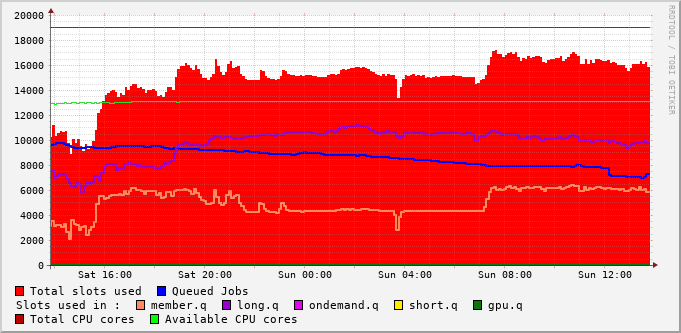 20000
18000
16000
14000
12000
10000
8000
6000
4000
2000
0
Sat 16:00 Sat 20:00 Sun 00:00 Sun 04:00 Sun 08:00 Sun 12:00
Total slots used Queued Jobs
Slots used in : member.q long.q ondemand.q short.q gpu.q
Total CPU cores Available CPU cores
RRDTOOL / TOBI OETIKER